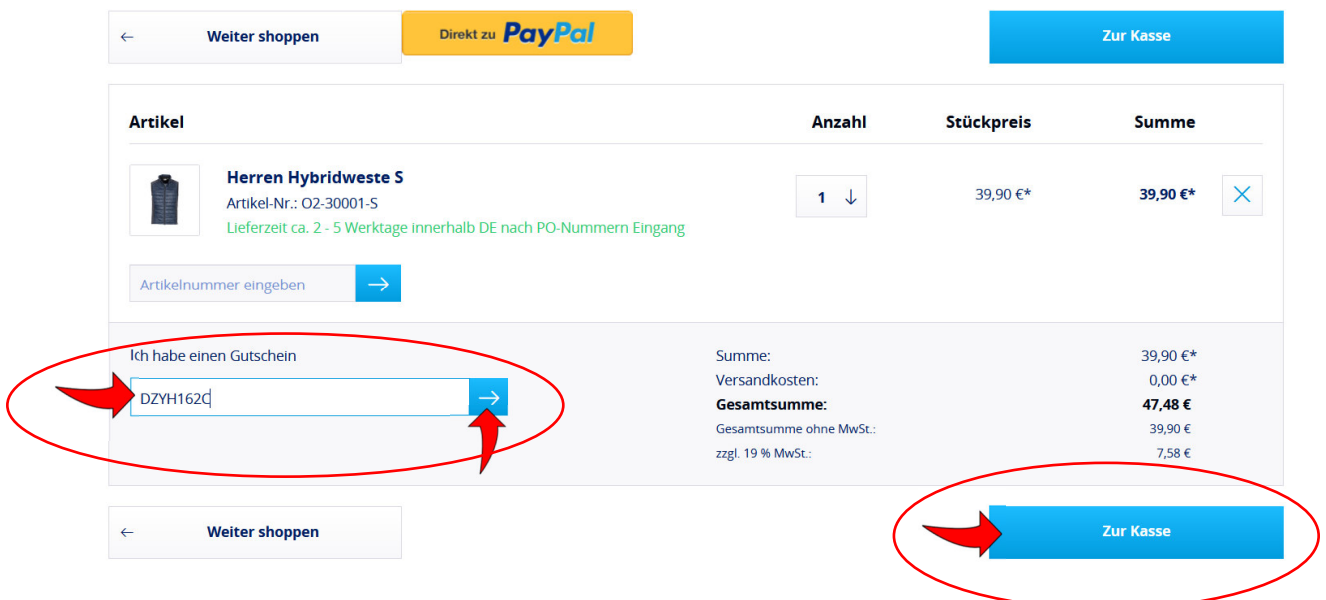 ← Weiter shoppen Direkt zu PayPal Zur Kasse
Artikel Anzahl Stückpreis Summe
Herren Hybridweste S
Artikel-Nr.: O2-30001-S 1 39,90 €* 39,90 €*
Lieferzeit ca. 2 - 5 Werktage innerhalb DE nach PO-Nummern Eingang
Artikelnummer eingeben
Ich habe einen Gutschein
DZYH162C
Summe: 39,90 €*
Versandkosten: 0,00 €*
Gesamtsumme: 47,48 €
Gesamtsumme ohne MwSt.: 39,90 €
zzgl. 19 % MwSt.: 7,58 €
← Weiter shoppen Zur Kasse